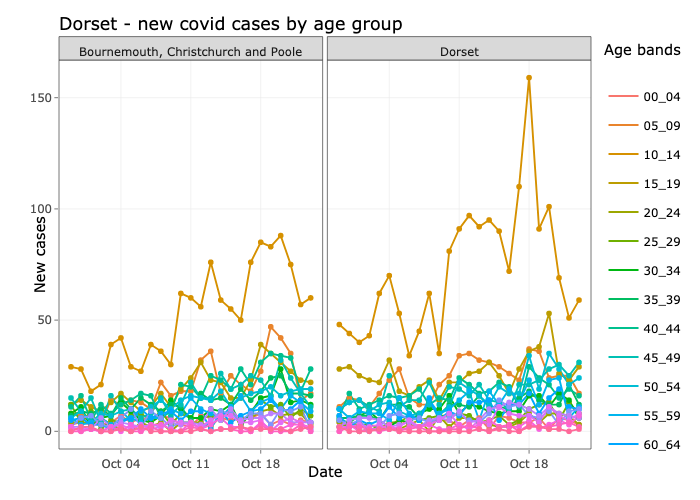 Dorset - new covid cases by age group
Bournemouth, Christchurch and Poole
Dorset
Age bands
00_04
05_09
10_14
15_19
20_24
25_29
30_34
35_39
40_44
45_49
50_54
55_59
60_64
New cases
150
100
50
0
Oct 04
Oct 11
Oct 18
Oct 04
Oct 11
Oct 18
Date